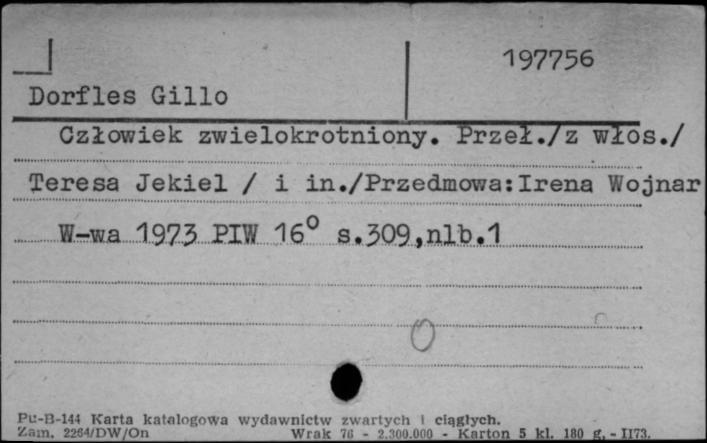 197756
Dorfles Gillo
Człowiek zwielokrotniony. Przeł./z włos./
Teresa Jekiel / i in./Przedmowa:Irena Wojnar
W-wa 1973 PIW 16° s.309,nlb.1
Pu-B-144 Karta katalogowa wydawnictw zwartych i ciągłych.
Zam. 2264/DW/On Wrak 76 - 2.300.000 - Karton 5 kl. 180 g, - II73.